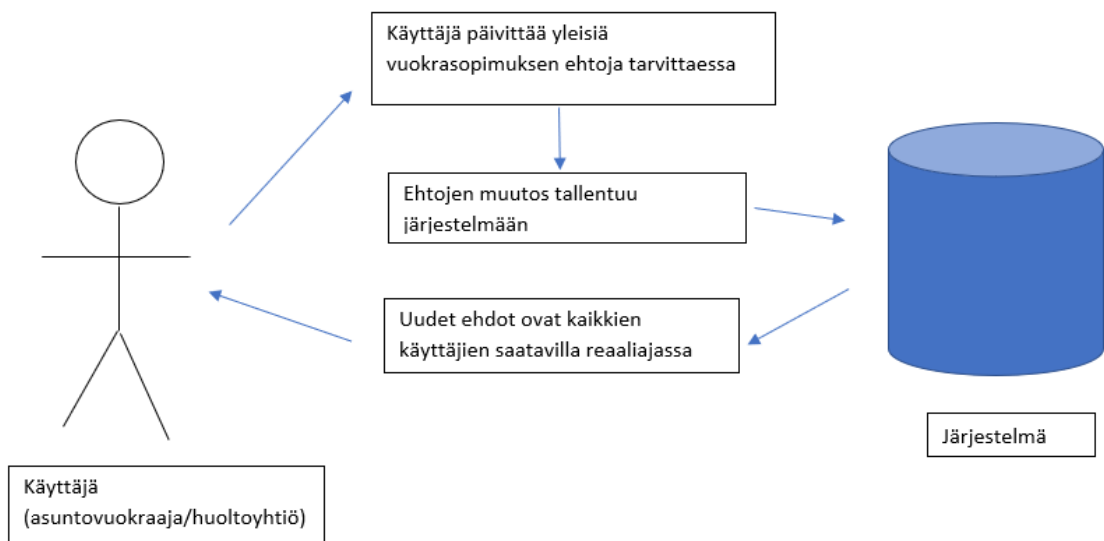 Käyttäjä päivittää yleisiä
vuokrasopimuksen ehtoja tarvittaessa
Ehtojen muutos tallentuu
järjestelmään
Uudet ehdot ovat kaikkien
käyttäjien saatavilla reaaliajassa
Järjestelmä
Käyttäjä
(asuntovuokraaja/huoltoyhtiö)